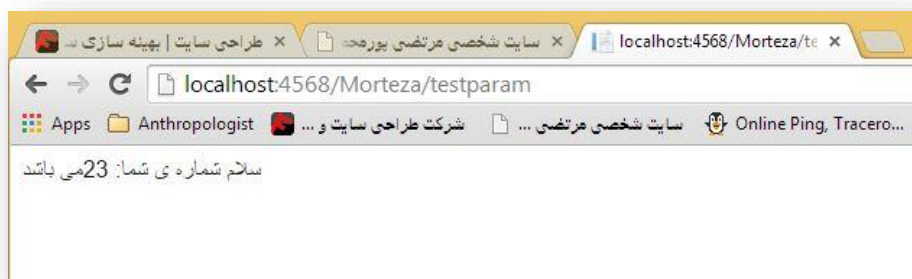 طراحی سایت | بهینه سازی س
سایت شخصی مرتضی پورمحمد
localhost:4568/Morteza/te
localhost:4568/Morteza/testparam
Apps Anthropologist شرکت طراحی سایت و ... سایت شخصی مرتضی ... Online Ping, Tracero...
سلام شماره ی شما: 23می باشد